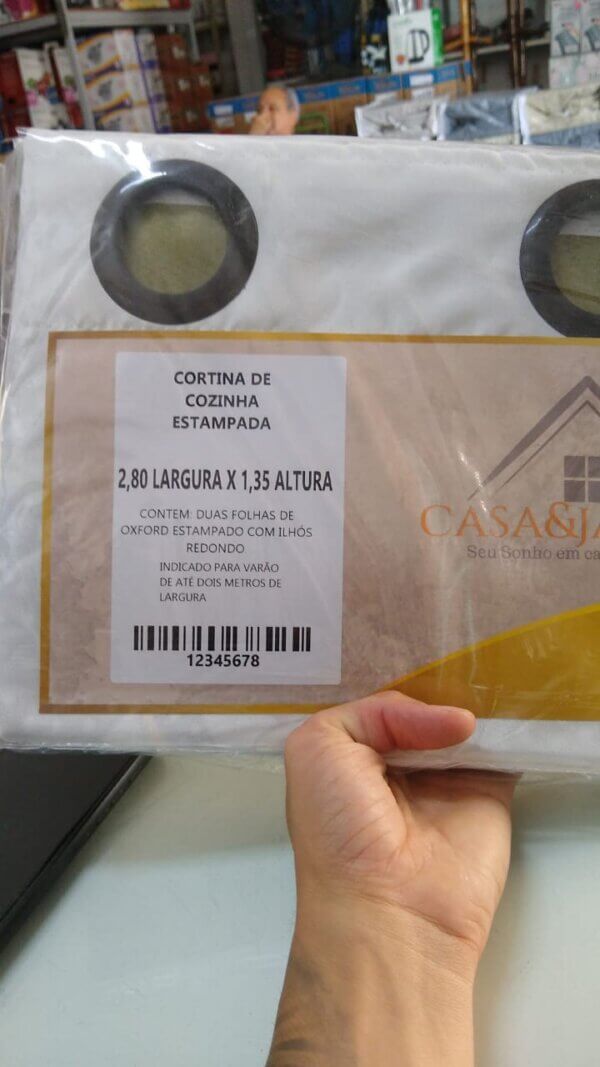 CORTINA DE
COZINHA
ESTAMPADA
2,80 LARGURA X 1,35 ALTURA
CONTEM: DUAS FOLHAS DE
OXFORD ESTAMPADO COM ILHÓS
REDONDO
INDICADO PARA VARÃO
DE ATÉ DOIS METROS DE
LARGURA
12345678
CASA&JA
Seu Sonho em ca